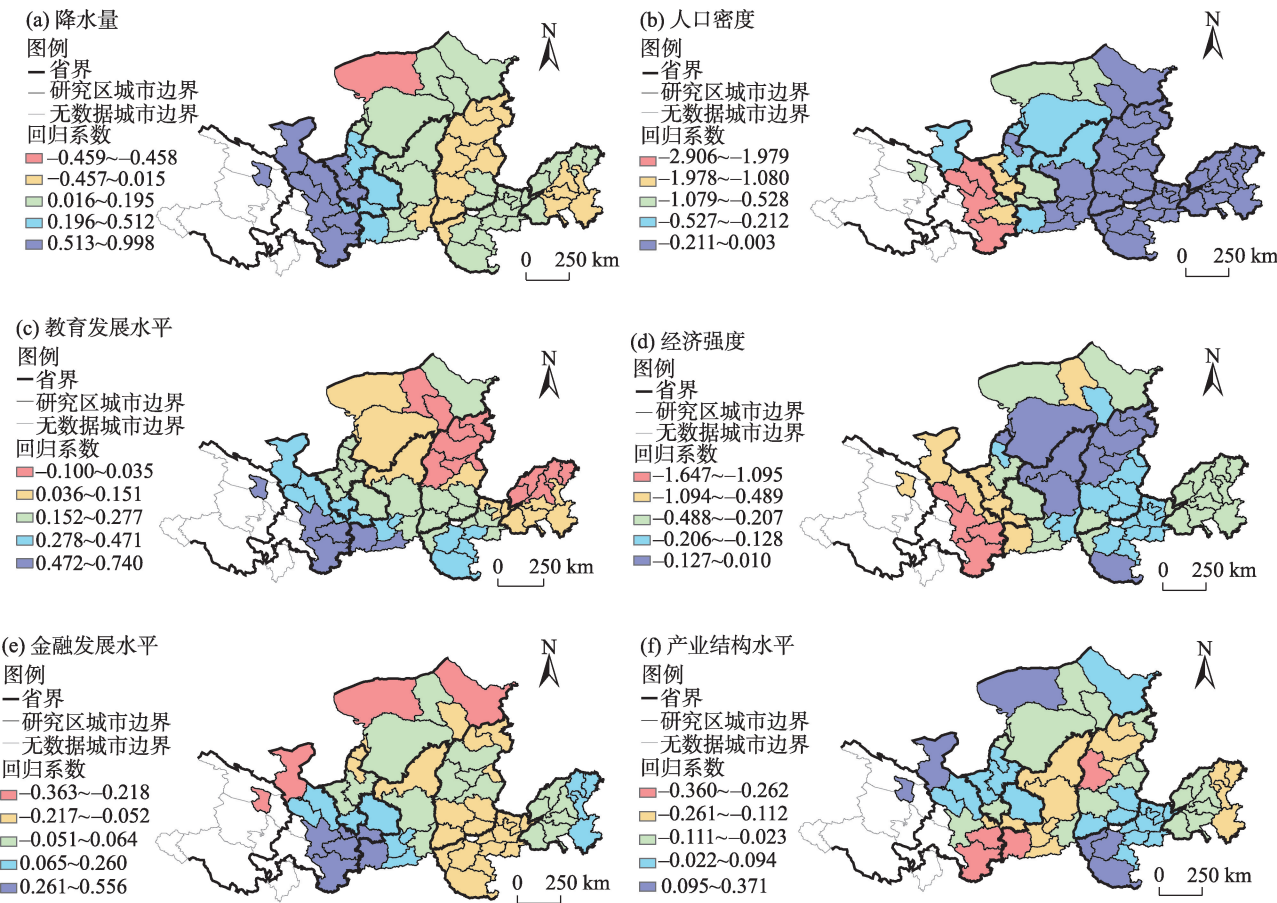 (a) 降水量
N
图例
省界
研究区城市边界
无数据城市边界
回归系数
−0.459~−0.458
−0.457~0.015
0.016~0.195
0.196~0.512
0.513~0.998
0 250 km
(b) 人口密度
N
图例
省界
研究区城市边界
无数据城市边界
回归系数
−2.906~−1.979
−1.978~−1.080
−1.079~−0.528
−0.527~−0.212
−0.211~0.003
0 250 km
(c) 教育发展水平
N
图例
省界
研究区城市边界
无数据城市边界
回归系数
−0.100~0.035
0.036~0.151
0.152~0.277
0.278~0.471
0.472~0.740
0 250 km
(d) 经济强度
N
图例
省界
研究区城市边界
无数据城市边界
回归系数
−1.647~−1.095
−1.094~−0.489
−0.488~−0.207
−0.206~−0.128
−0.127~0.010
0 250 km
(e) 金融发展水平
N
图例
省界
研究区城市边界
无数据城市边界
回归系数
−0.363~−0.218
−0.217~−0.052
−0.051~0.064
0.065~0.260
0.261~0.556
0 250 km
(f) 产业结构水平
N
图例
省界
研究区城市边界
无数据城市边界
回归系数
−0.360~−0.262
−0.261~−0.112
−0.111~−0.023
−0.022~0.094
0.095~0.371
0 250 km